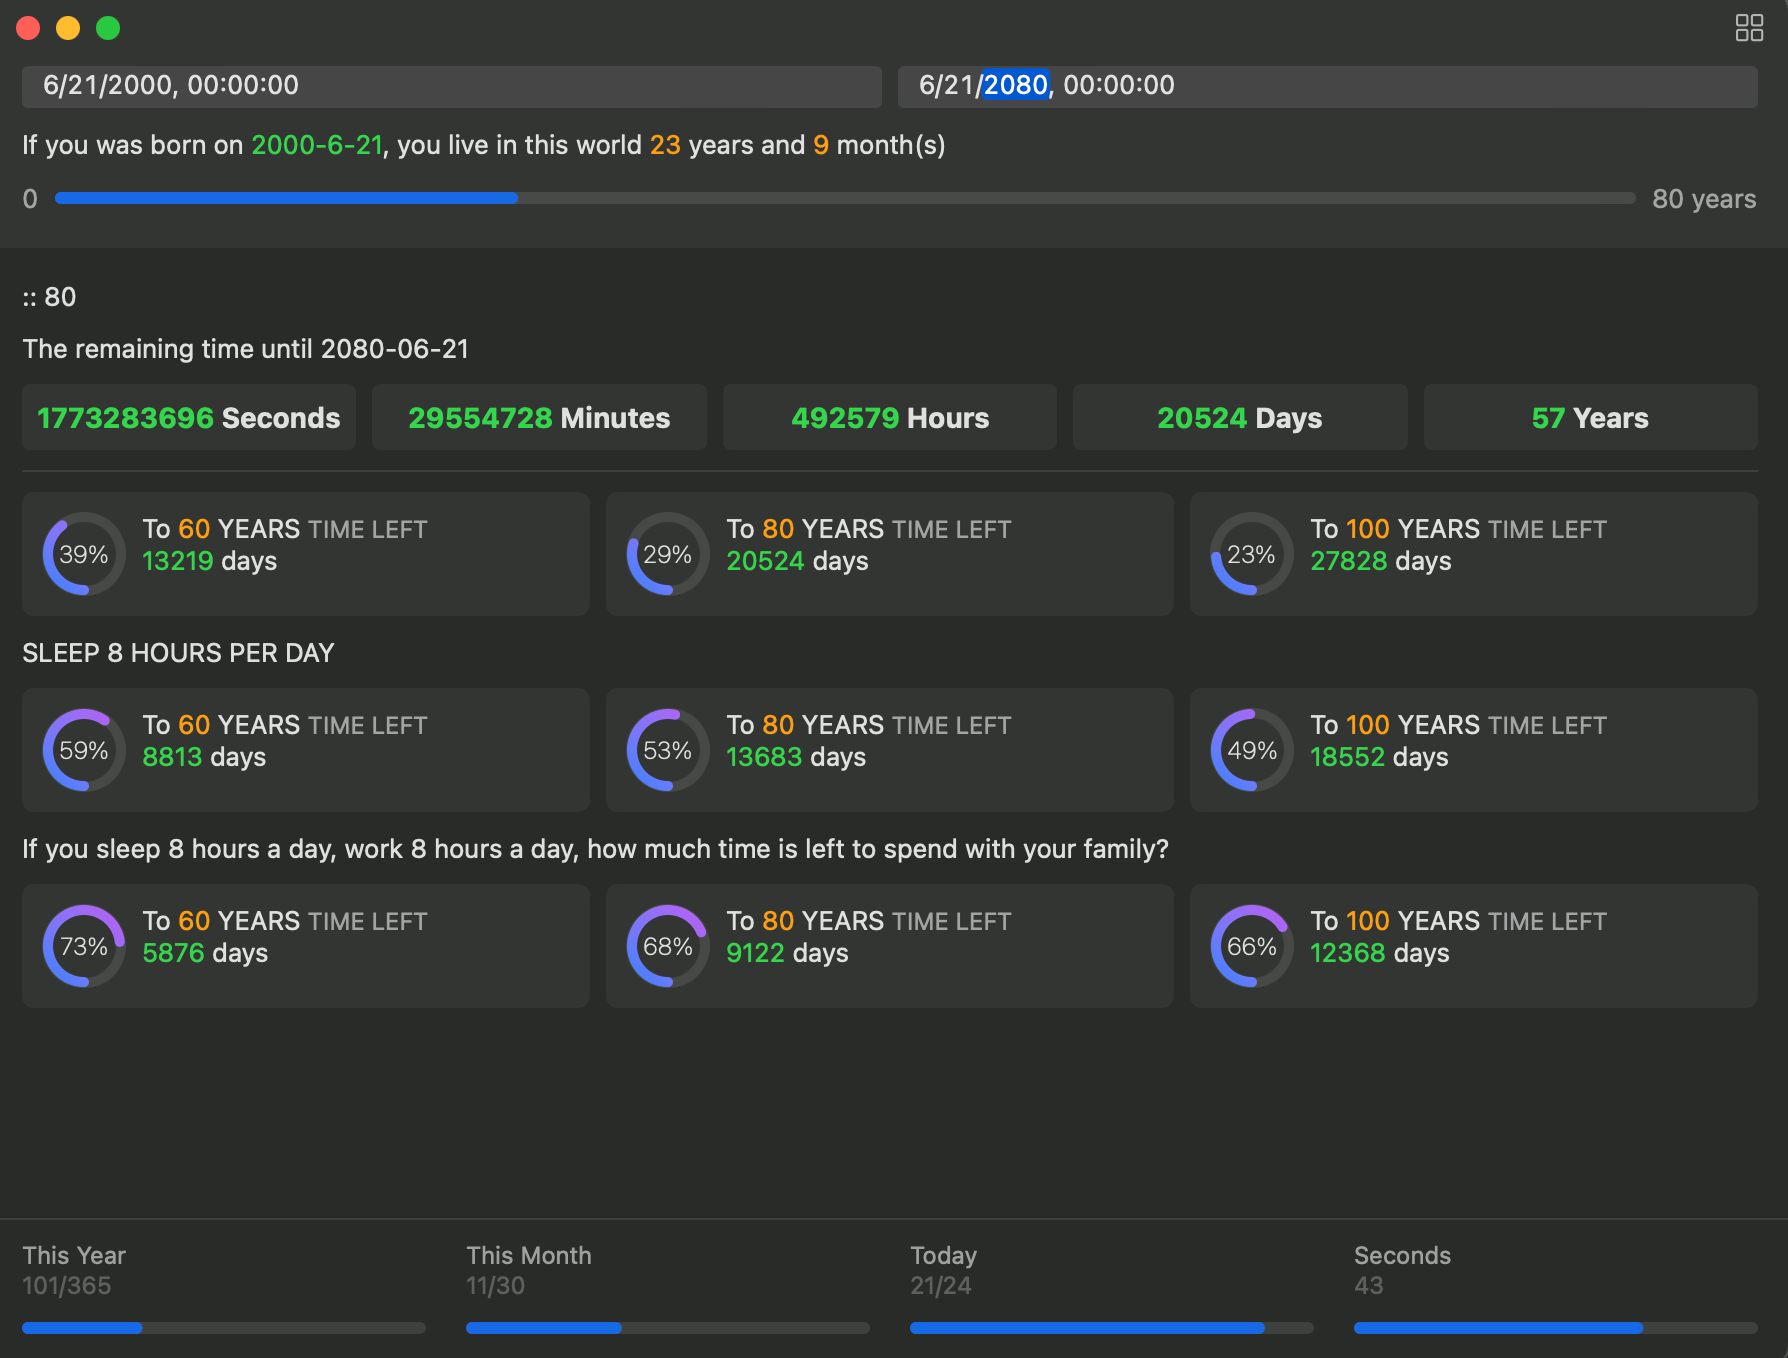 6/21/2000, 00:00:00
6/21/2080, 00:00:00
If you was born on 2000-6-21, you live in this world 23 years and 9 month(s)
0
80 years
:: 80
The remaining time until 2080-06-21
1773283696 Seconds
29554728 Minutes
492579 Hours
20524 Days
57 Years
39%
To 60 YEARS TIME LEFT
13219 days
29%
To 80 YEARS TIME LEFT
20524 days
23%
To 100 YEARS TIME LEFT
27828 days
SLEEP 8 HOURS PER DAY
59%
To 60 YEARS TIME LEFT
8813 days
53%
To 80 YEARS TIME LEFT
13683 days
49%
To 100 YEARS TIME LEFT
18552 days
If you sleep 8 hours a day, work 8 hours a day, how much time is left to spend with your family?
73%
To 60 YEARS TIME LEFT
5876 days
68%
To 80 YEARS TIME LEFT
9122 days
66%
To 100 YEARS TIME LEFT
12368 days
This Year
101/365
This Month
11/30
Today
21/24
Seconds
43